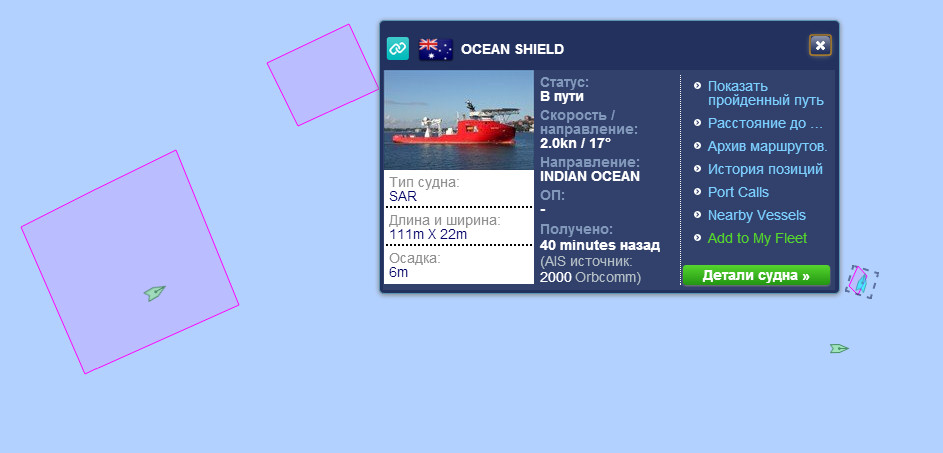 OCEAN SHIELD
Тип судна:
SAR
Длина и ширина:
111m X 22m
Осадка:
6m
Статус:
В пути
Скорость /
направление:
2.0kn / 17°
Направление:
INDIAN OCEAN
ОП:
-
Получено:
40 minutes назад
(AIS источник:
2000 Orbcomm)
Показать
пройденный путь
Расстояние до ...
Архив маршрутов.
История позиций
Port Calls
Nearby Vessels
Add to My Fleet
Детали судна »